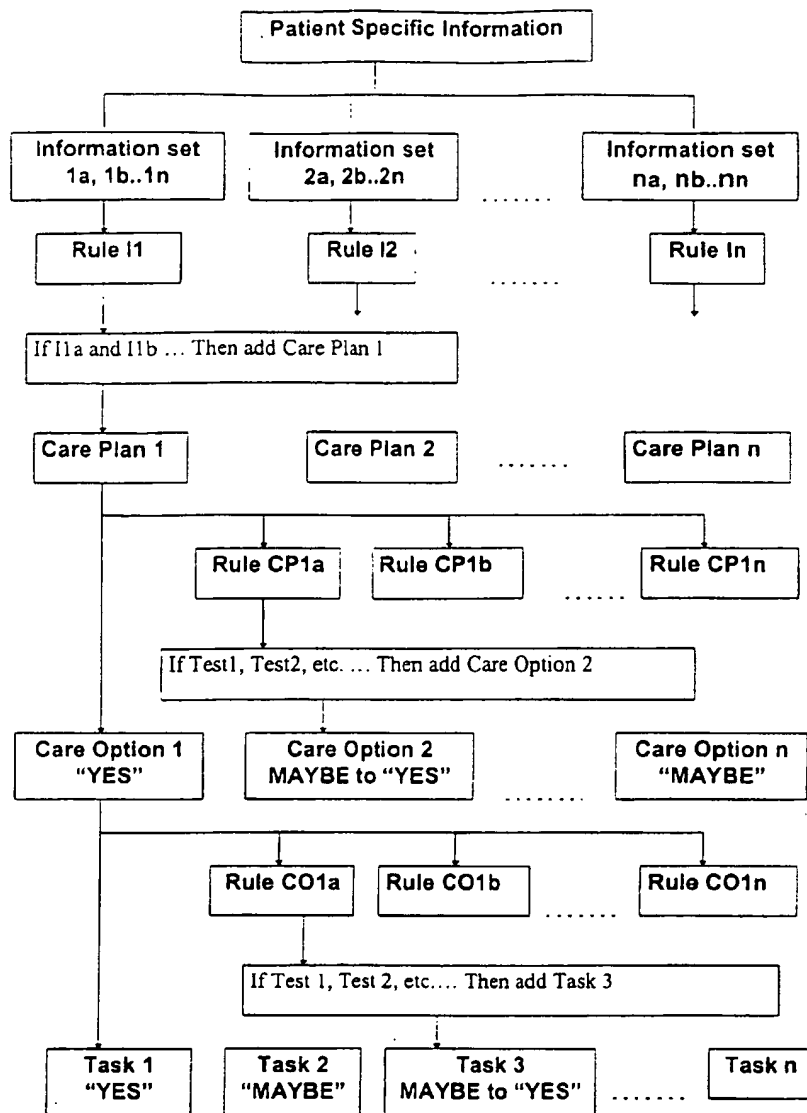 Patient Specific Information
Information set
1a, 1b..1n
Information set
2a, 2b..2n
Information set
na, nb..nn
.......
Rule I1
Rule I2
Rule In
.......
If I1a and I1b ... Then add Care Plan 1
Care Plan 1
Care Plan 2
.......
Care Plan n
Rule CP1a
Rule CP1b
......
Rule CP1n
If Test1, Test2, etc. ... Then add Care Option 2
Care Option 1
"YES"
Care Option 2
MAYBE to "YES"
.......
Care Option n
"MAYBE"
Rule CO1a
Rule CO1b
.......
Rule CO1n
If Test 1, Test 2, etc.... Then add Task 3
Task 1
"YES"
Task 2
"MAYBE"
Task 3
MAYBE to "YES"
.......
Task n